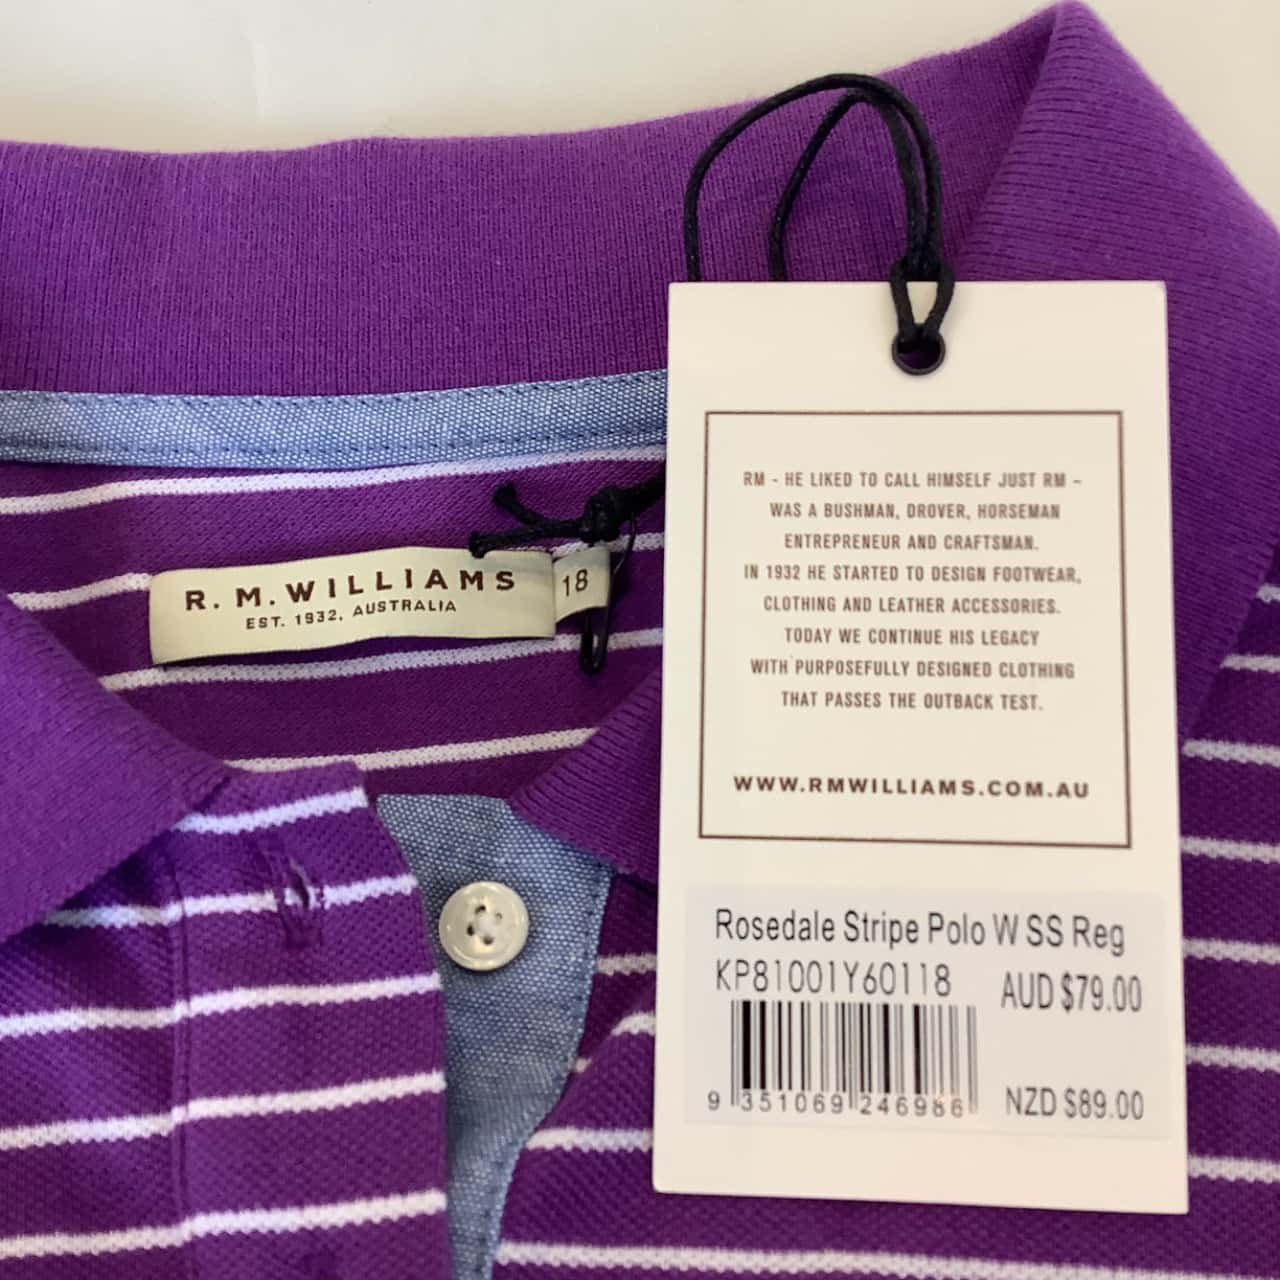 R. M. WILLIAMS
EST. 1932, AUSTRALIA
18
RM - HE LIKED TO CALL HIMSELF JUST RM -
WAS A BUSHMAN, DROVER, HORSEMAN
ENTREPRENEUR AND CRAFTSMAN.
IN 1932 HE STARTED TO DESIGN FOOTWEAR,
CLOTHING AND LEATHER ACCESSORIES.
TODAY WE CONTINUE HIS LEGACY
WITH PURPOSEFULLY DESIGNED CLOTHING
THAT PASSES THE OUTBACK TEST.
WWW.RMWILLIAMS.COM.AU
Rosedale Stripe Polo W SS Reg
KP81001Y60118 AUD $79.00
9 351069 246986 NZD $89.00